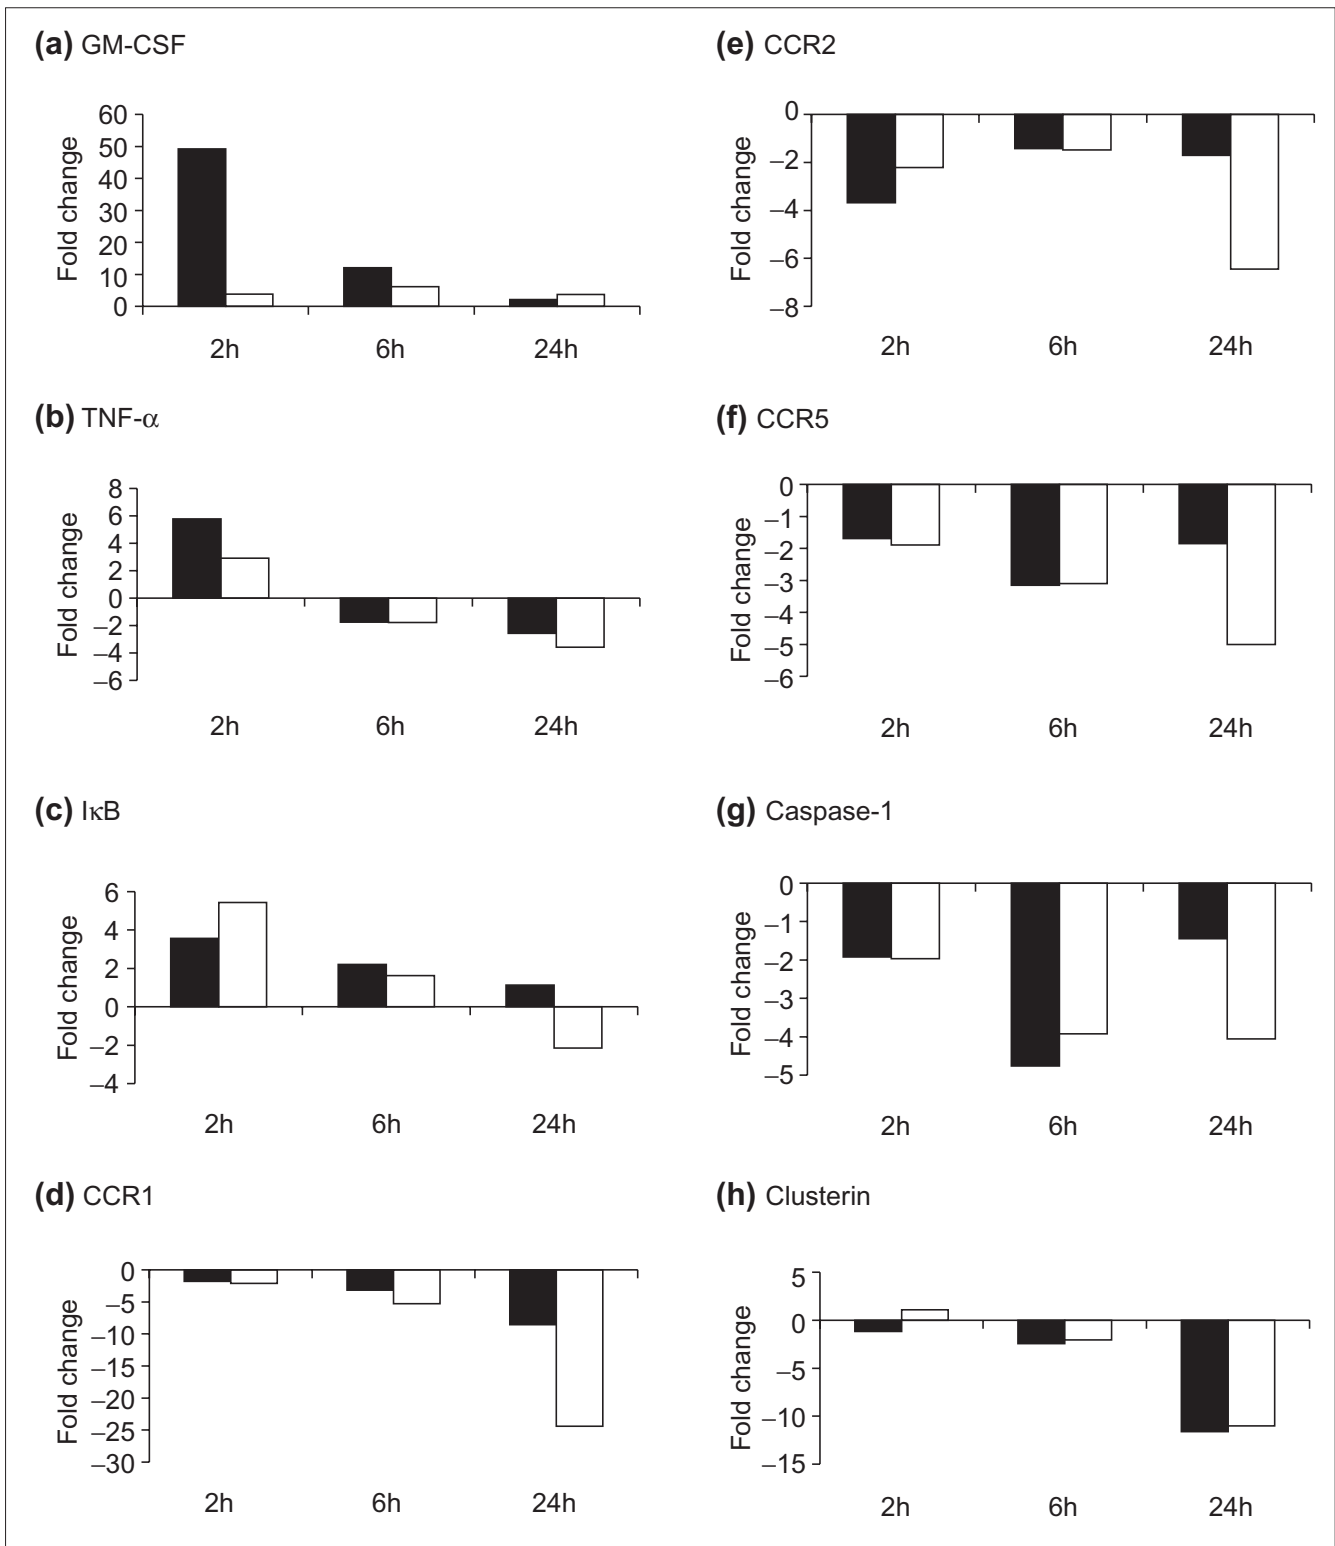 (a) GM-CSF
Fold change
60
50
40
30
20
10
0
2h 6h 24h
(b) TNF-α
Fold change
8
6
4
2
0
–2
–4
–6
2h 6h 24h
(c) IκB
Fold change
6
4
2
0
–2
–4
2h 6h 24h
(d) CCR1
Fold change
0
–5
–10
–15
–20
–25
–30
2h 6h 24h
(e) CCR2
Fold change
0
–2
–4
–6
–8
2h 6h 24h
(f) CCR5
Fold change
0
–1
–2
–3
–4
–5
–6
2h 6h 24h
(g) Caspase-1
Fold change
0
–1
–2
–3
–4
–5
2h 6h 24h
(h) Clusterin
Fold change
5
0
–5
–10
–15
2h 6h 24h